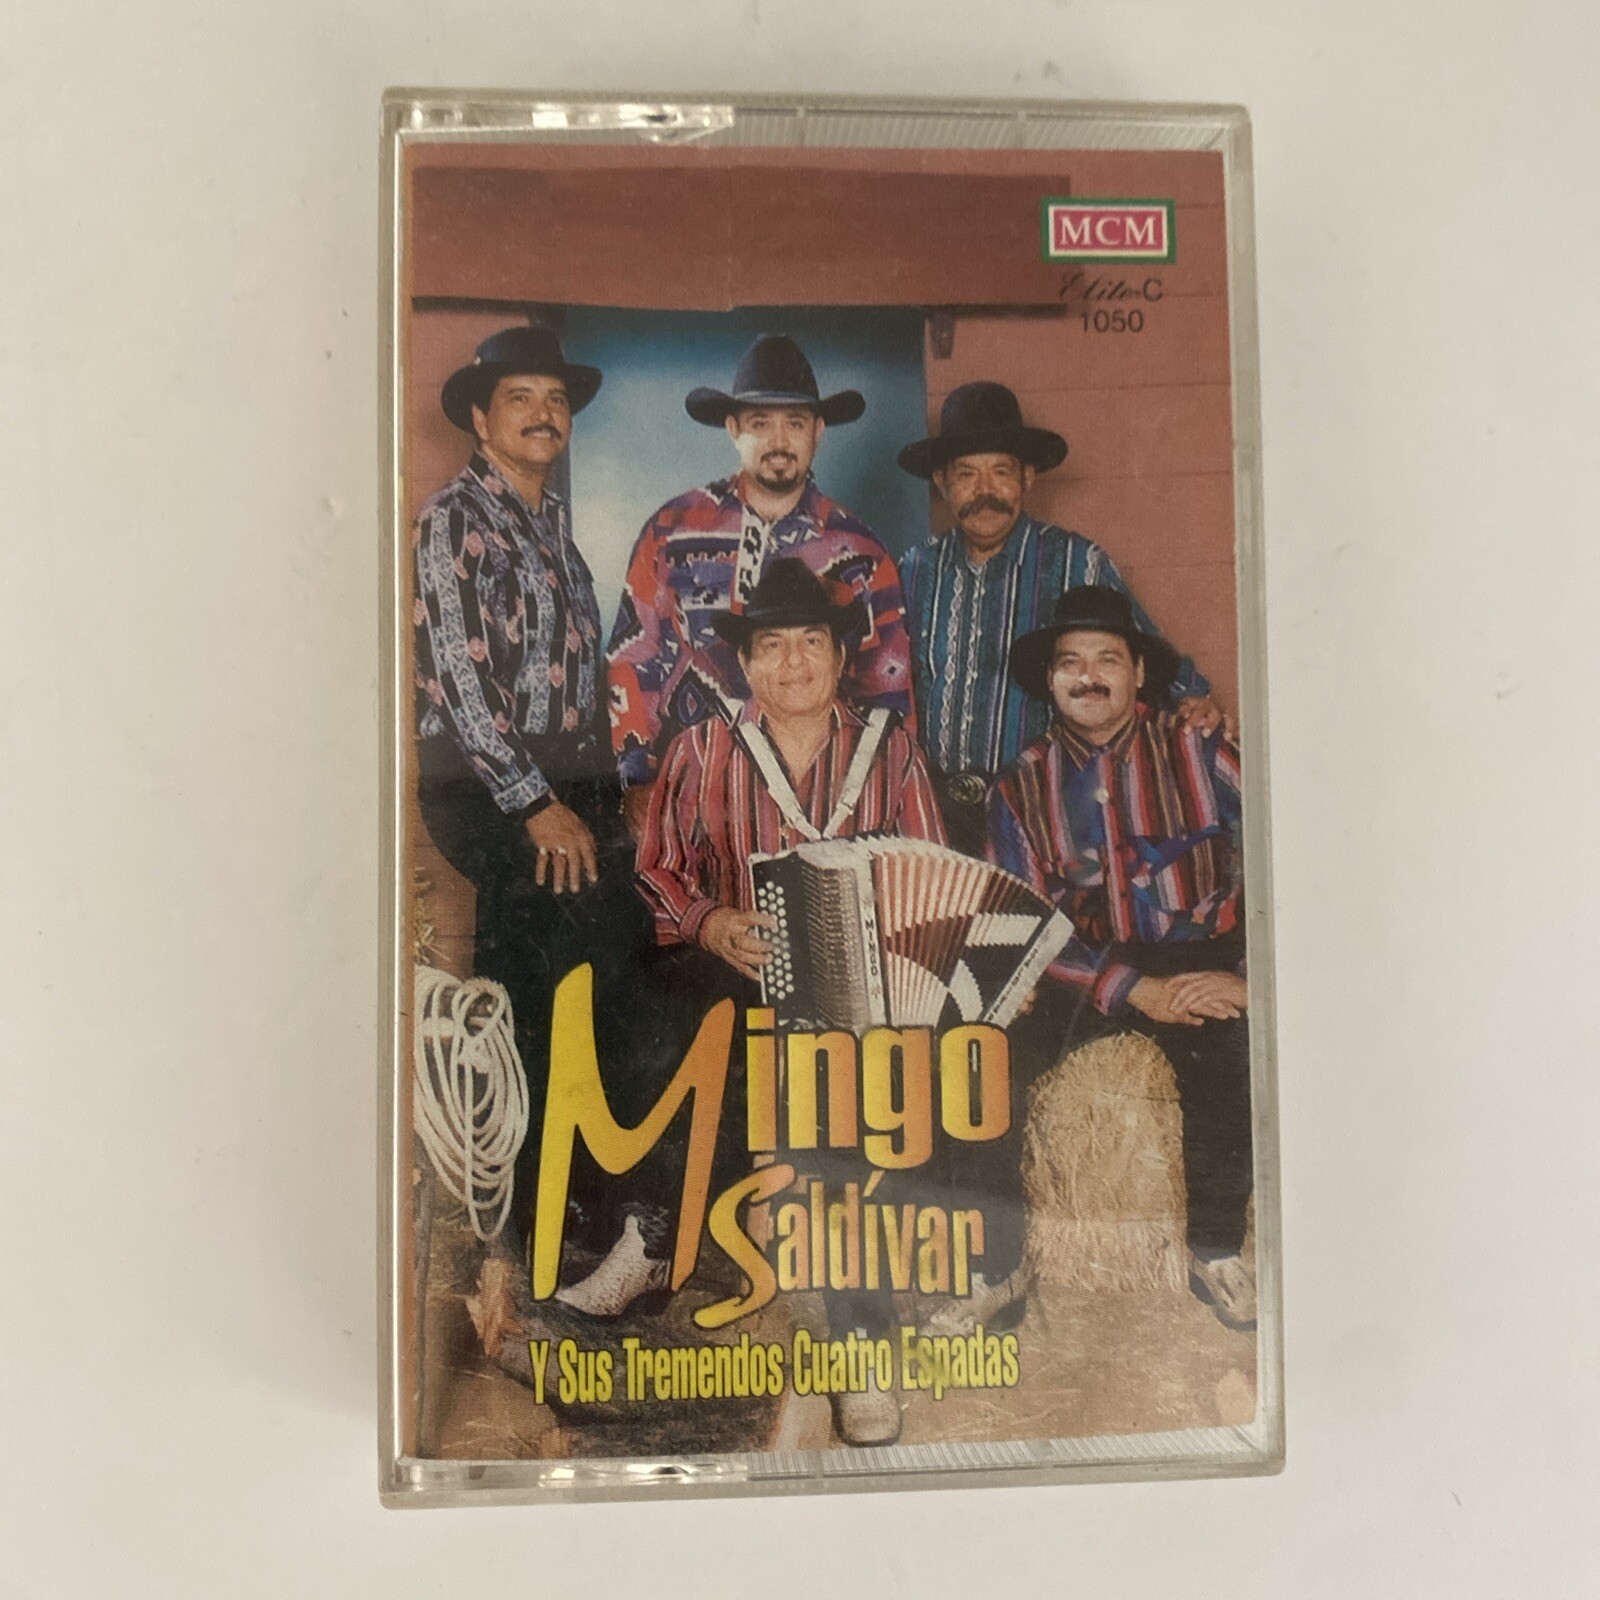 MCM
Elite-C
1050
MINGO
Mingo
Saldívar
Y Sus Tremendos Cuatro Espadas